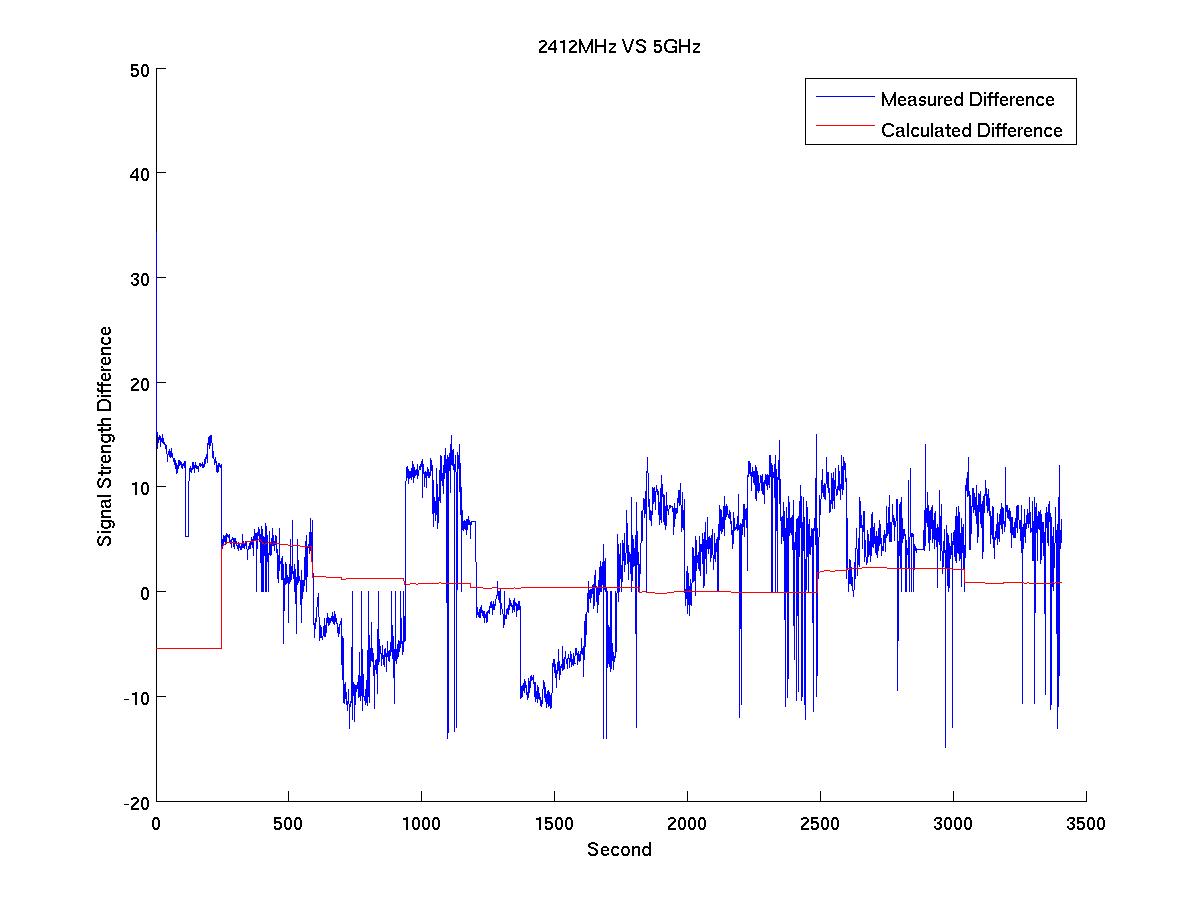 2412MHz VS 5GHz
50
Measured Difference
Calculated Difference
40
30
20
10
0
-10
-20
Signal Strength Difference
0 500 1000 1500 2000 2500 3000 3500
Second